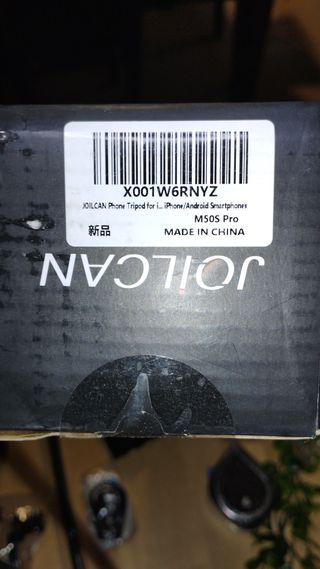 X001W6RNYZ
JOILCAN Phone Tripod for i... iPhone/Android Smartphones
M50S Pro
新品 MADE IN CHINA
JOILCAN